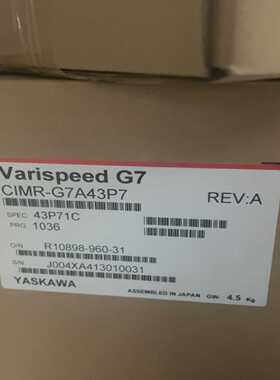 Varispeed G7
CIMR-G7A43P7 REV:A
SPEC: 43P71C
PRG: 1036
O/N R10898-960-31
S/N: J004XA413010031
ASSEMBLED IN JAPAN GW: 4.5 Kg
YASKAWA